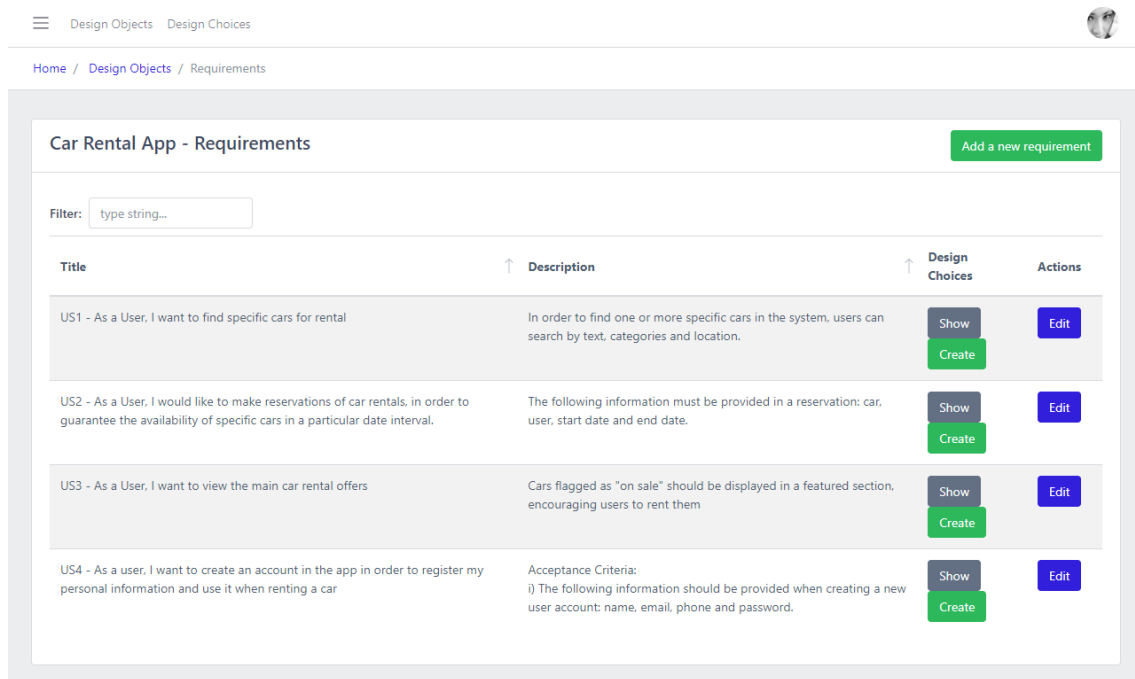 Design Objects Design Choices
Home / Design Objects / Requirements
Car Rental App - Requirements
Add a new requirement
Filter: type string...
Title
Description
Design
Choices
Actions
US1 - As a User, I want to find specific cars for rental
In order to find one or more specific cars in the system, users can
search by text, categories and location.
Show
Create
Edit
US2 - As a User, I would like to make reservations of car rentals, in order to
guarantee the availability of specific cars in a particular date interval.
The following information must be provided in a reservation: car,
user, start date and end date.
Show
Create
Edit
US3 - As a User, I want to view the main car rental offers
Cars flagged as "on sale" should be displayed in a featured section,
encouraging users to rent them
Show
Create
Edit
US4 - As a user, I want to create an account in the app in order to register my
personal information and use it when renting a car
Acceptance Criteria:
i) The following information should be provided when creating a new
user account: name, email, phone and password.
Show
Create
Edit